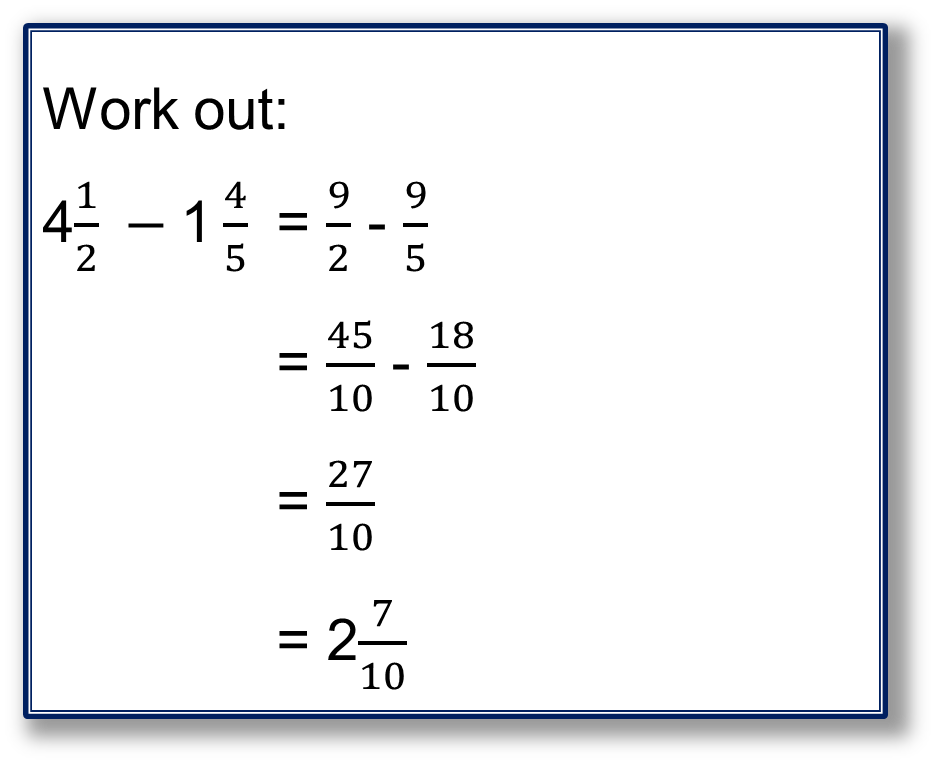 Work out:
4 1/2 – 1 4/5 = 9/2 - 9/5
= 45/10 - 18/10
= 27/10
= 2 7/10